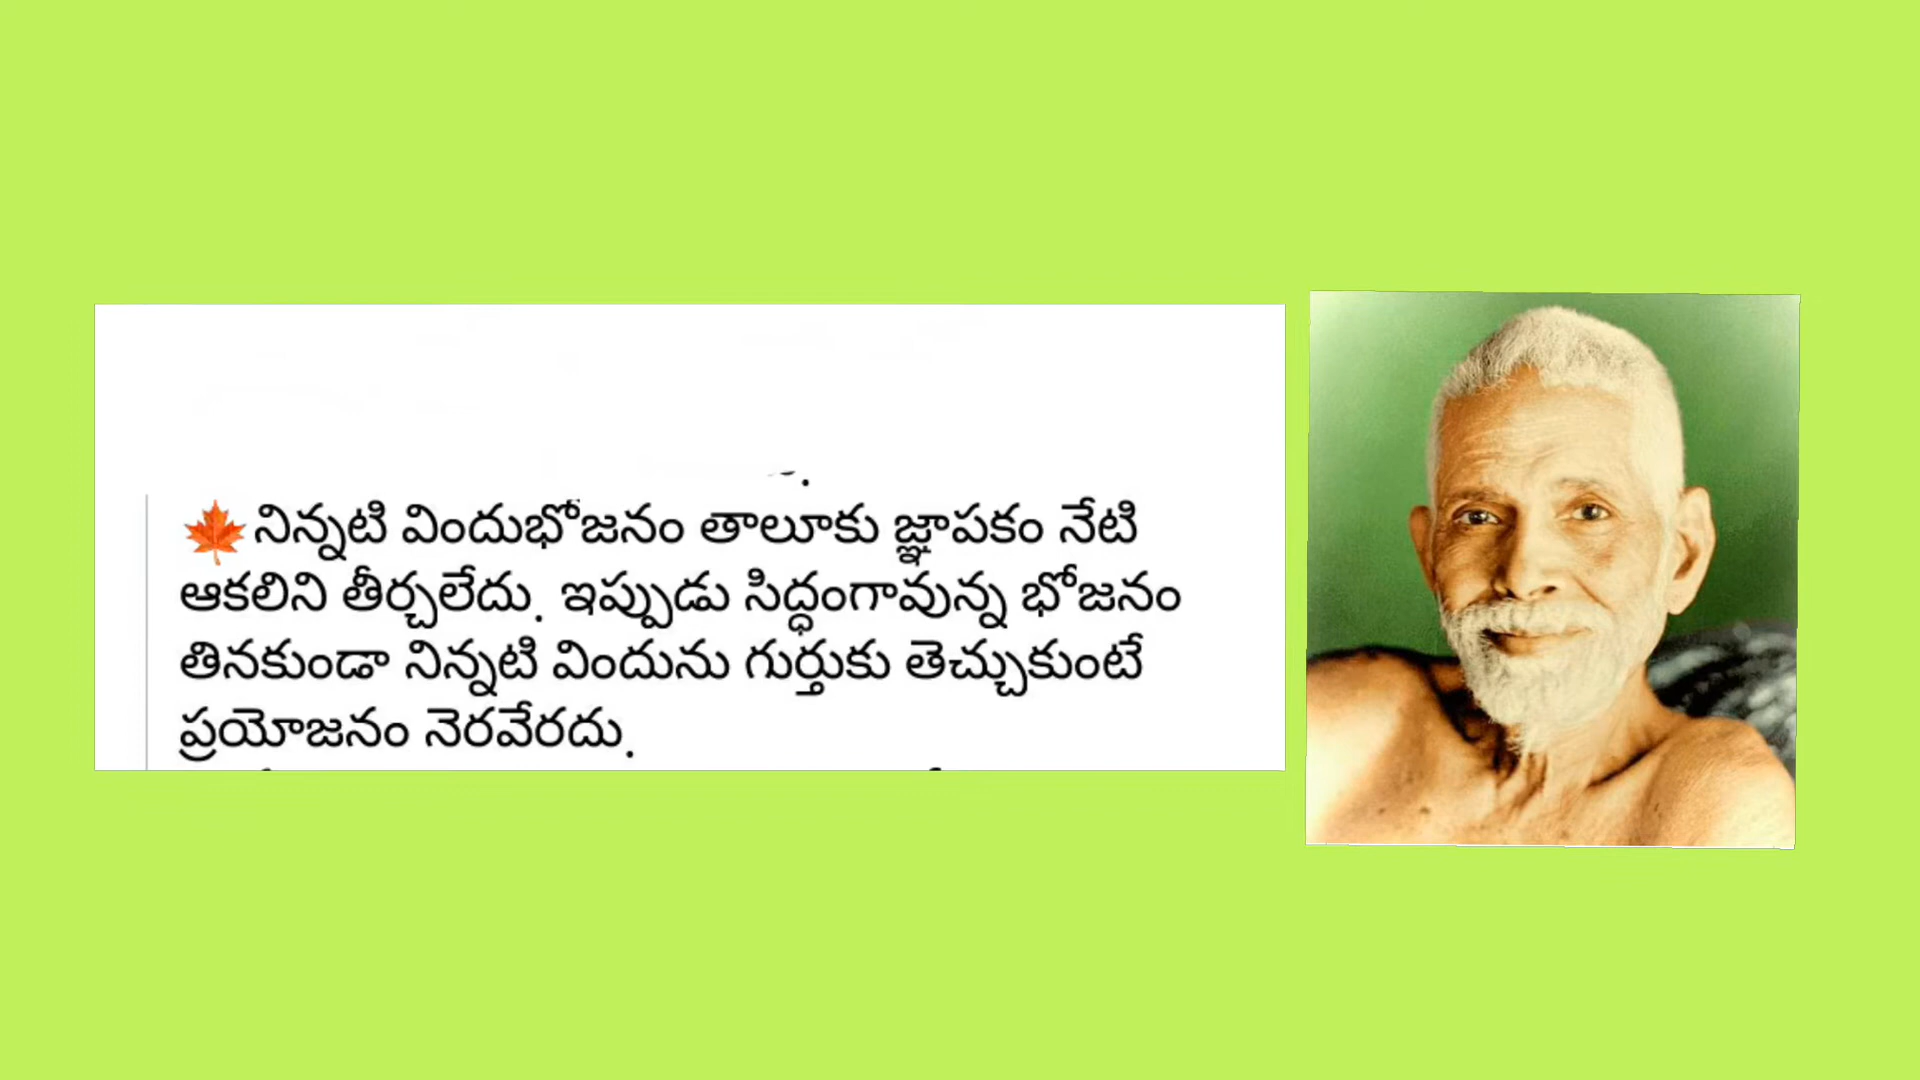 నిన్నటి విందుభోజనం తాలూకు జ్ఞాపకం నేటి
ఆకలిని తీర్చలేదు. ఇప్పుడు సిద్ధంగావున్న భోజనం
తినకుండా నిన్నటి విందును గుర్తుకు తెచ్చుకుంటే
ప్రయోజనం నెరవేరదు.